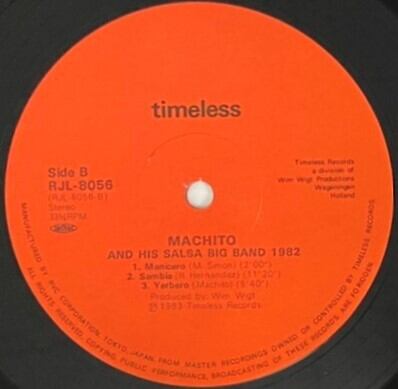 timeless
Side B
RJL-8056
(RJL-8056-B)
Stereo
33⅓RPM
Timeless Records
a division of
Wim Wigt Productions
Wageningen
Holland
MACHITO
AND HIS SALSA BIG BAND 1982
1. Manicero (M. Simon) (2'00")
2. Sambia (R. Hernandez) (11'20")
3. Yerbero (Machito) (5'40")
Produced by: Wim Wigt
℗1983 Timeless Records.
MANUFACTURED BY PVC CORPORATION, TOKYO, JAPAN, FROM MASTER RECORDINGS OWNED OR CONTROLLED BY TIMELESS RECORDS.
ALL RIGHTS RESERVED, COPYING, PUBLIC PERFORMANCE, BROADCASTING OF THESE RECORDS ARE FORBIDEN.